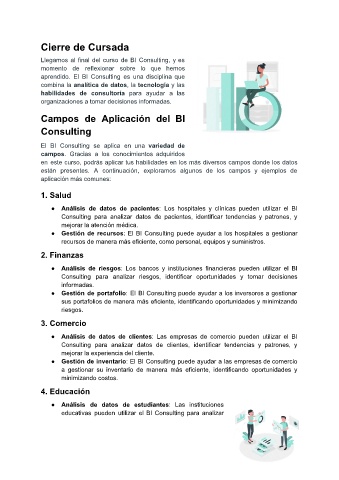 Cierre de Cursada
Llegamos al final del curso de BI Consulting, y es
momento de reflexionar sobre lo que hemos
aprendido. El BI Consulting es una disciplina que
combina la analítica de datos, la tecnología y las
habilidades de consultoría para ayudar a las
organizaciones a tomar decisiones informadas.
Campos de Aplicación del BI
Consulting
El BI Consulting se aplica en una variedad de
campos. Gracias a los conocimientos adquiridos
en este curso, podrás aplicar tus habilidades en los más diversos campos donde los datos
están presentes. A continuación, exploramos algunos de los campos y ejemplos de
aplicación más comunes:
1. Salud
● Análisis de datos de pacientes: Los hospitales y clínicas pueden utilizar el BI
Consulting para analizar datos de pacientes, identificar tendencias y patrones, y
mejorar la atención médica.
● Gestión de recursos: El BI Consulting puede ayudar a los hospitales a gestionar
recursos de manera más eficiente, como personal, equipos y suministros.
2. Finanzas
● Análisis de riesgos: Los bancos y instituciones financieras pueden utilizar el BI
Consulting para analizar riesgos, identificar oportunidades y tomar decisiones
informadas.
● Gestión de portafolio: El BI Consulting puede ayudar a los inversores a gestionar
sus portafolios de manera más eficiente, identificando oportunidades y minimizando
riesgos.
3. Comercio
● Análisis de datos de clientes: Las empresas de comercio pueden utilizar el BI
Consulting para analizar datos de clientes, identificar tendencias y patrones, y
mejorar la experiencia del cliente.
● Gestión de inventario: El BI Consulting puede ayudar a las empresas de comercio
a gestionar su inventario de manera más eficiente, identificando oportunidades y
minimizando costos.
4. Educación
● Análisis de datos de estudiantes: Las instituciones
educativas pueden utilizar el BI Consulting para analizar